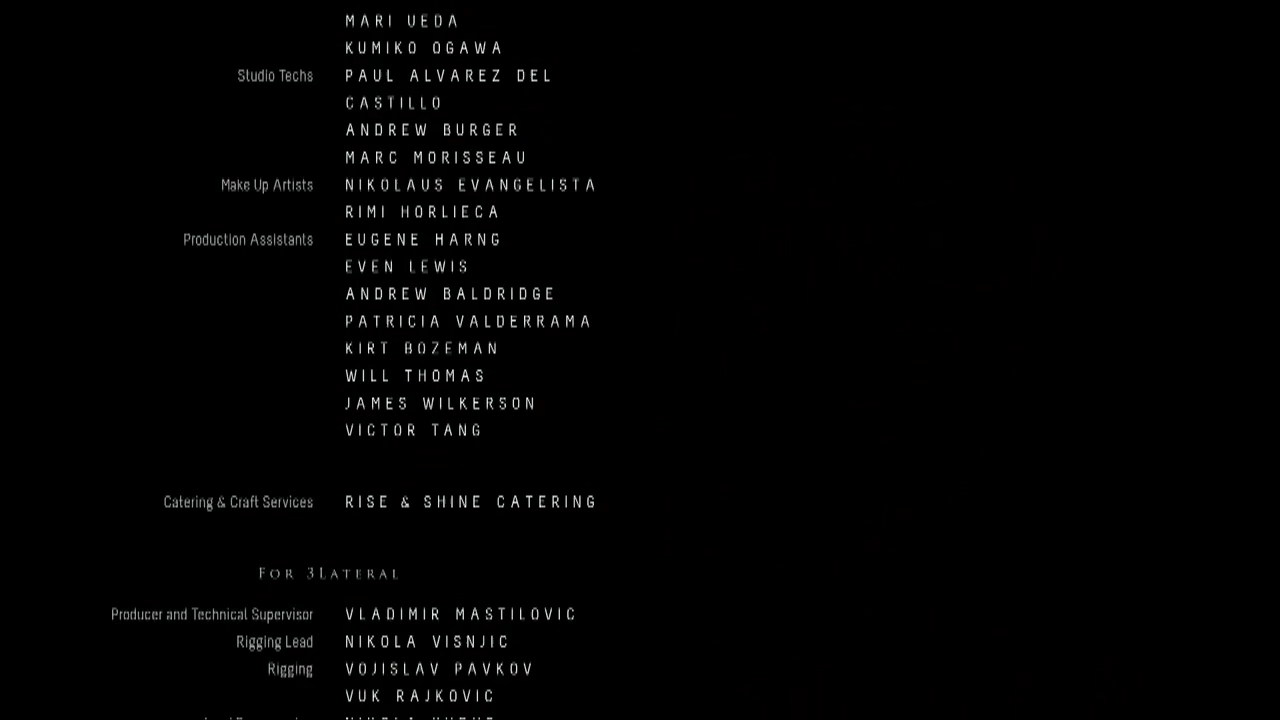 MARI UEDA
KUMIKO OGAWA
Studio Techs PAUL ALVAREZ DEL
CASTILLO
ANDREW BURGER
MARC MORISSEAU
Make Up Artists NIKOLAUS EVANGELISTA
RIMI HORLIECA
Production Assistants EUGENE HARNG
EVEN LEWIS
ANDREW BALDRIDGE
PATRICIA VALDERRAMA
KIRT BOZEMAN
WILL THOMAS
JAMES WILKERSON
VICTOR TANG
Catering & Craft Services RISE & SHINE CATERING
FOR 3LATERAL
Producer and Technical Supervisor VLADIMIR MASTILOVIC
Rigging Lead NIKOLA VISNJIC
Rigging VOJISLAV PAVKOV
VUK RAJKOVIC